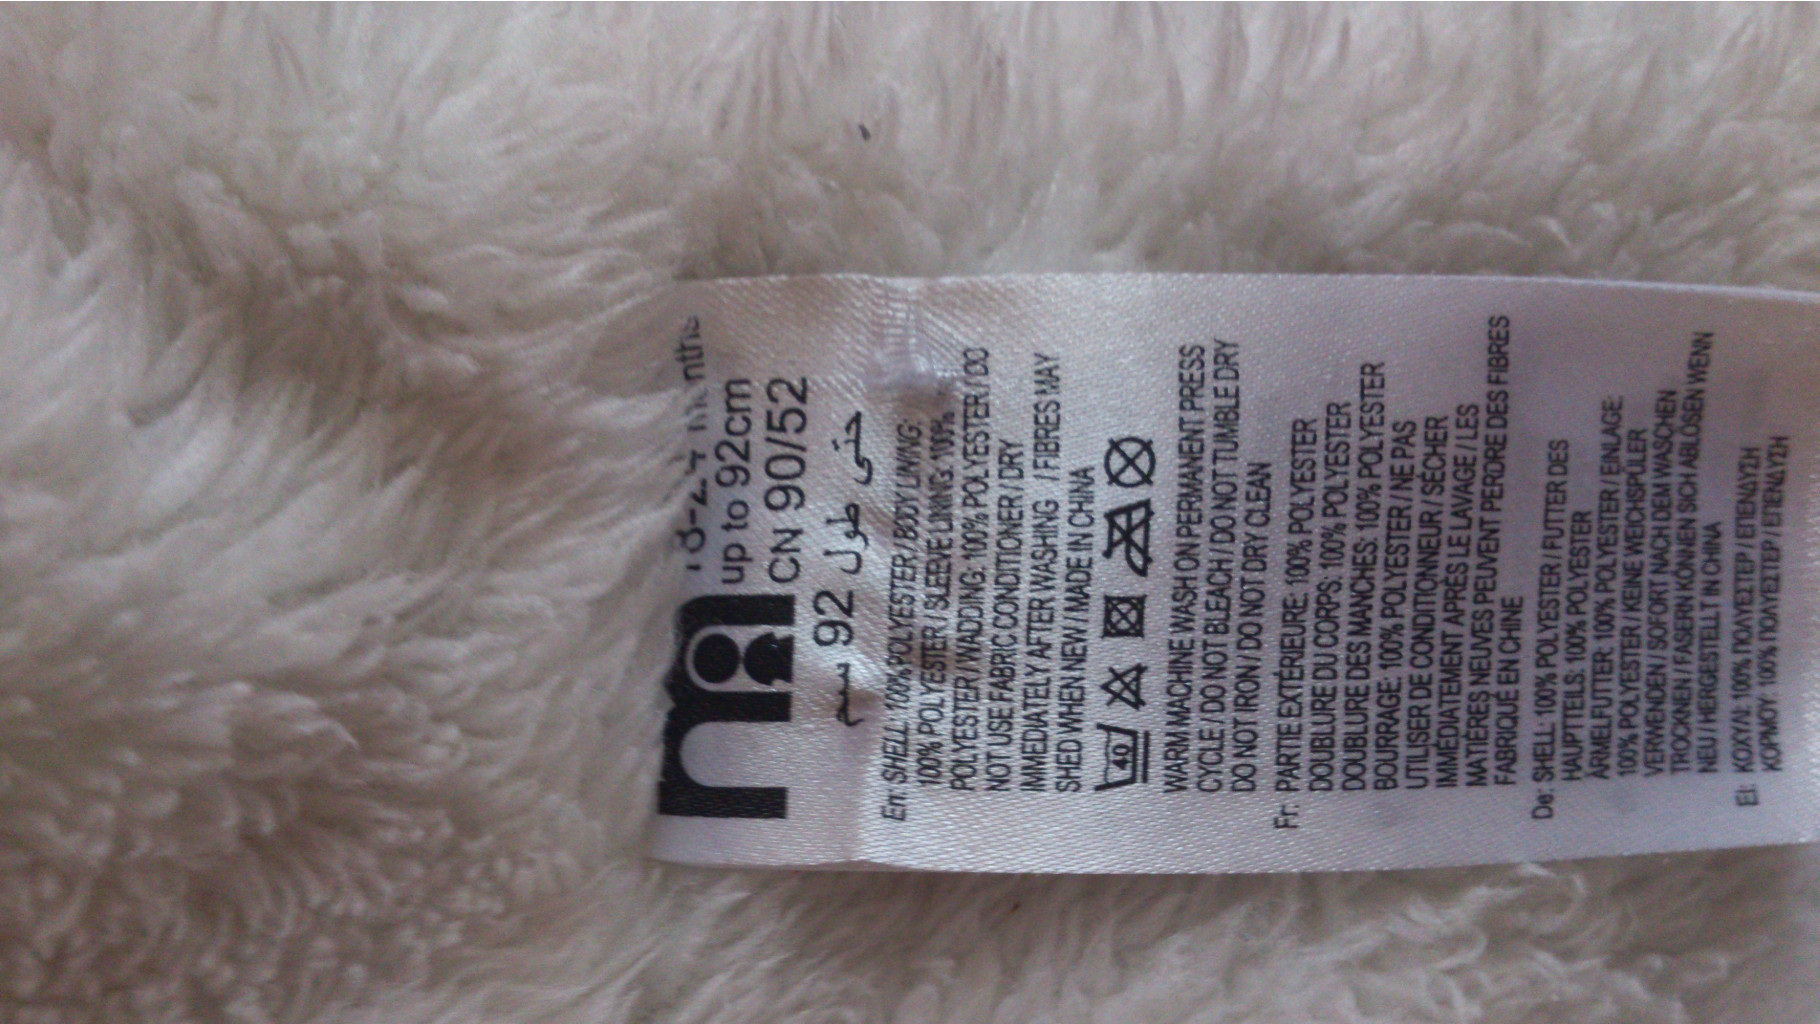 18-24 months
up to 92cm
CN 90/52
حتى طول 92 سم
En: SHELL: 100% POLYESTER / BODY LINING:
100% POLYESTER / SLEEVE LINING: 100%
POLYESTER / WADDING: 100% POLYESTER / DO
NOT USE FABRIC CONDITIONER / DRY
IMMEDIATELY AFTER WASHING / FIBRES MAY
SHED WHEN NEW / MADE IN CHINA
40
WARM MACHINE WASH ON PERMANENT PRESS
CYCLE / DO NOT BLEACH / DO NOT TUMBLE DRY
DO NOT IRON / DO NOT DRY CLEAN
Fr: PARTIE EXTÉRIEURE: 100% POLYESTER
DOUBLURE DU CORPS: 100% POLYESTER
DOUBLURE DES MANCHES: 100% POLYESTER
BOURRAGE: 100% POLYESTER / NE PAS
UTILISER DE CONDITIONNEUR / SÉCHER
IMMÉDIATEMENT APRÈS LE LAVAGE / LES
MATIÈRES NEUVES PEUVENT PERDRE DES FIBRES
FABRIQUÉ EN CHINE
De: SHELL: 100% POLYESTER / FUTTER DES
HAUPTTEILS: 100% POLYESTER
ÄRMELFUTTER: 100% POLYESTER / EINLAGE:
100% POLYESTER / KEINE WEICHSPÜLER
VERWENDEN / SOFORT NACH DEM WASCHEN
TROCKNEN / FASERN KÖNNEN SICH ABLÖSEN WENN
NEU / HERGESTELLT IN CHINA
El: ΚΟΧΥΛΙ: 100% ΠΟΛΥΕΣΤΕΡ / ΕΠΕΝΔΥΣΗ
ΚΟΡΜΟΥ: 100% ΠΟΛΥΕΣΤΕΡ / ΕΠΕΝΔΥΣΗ